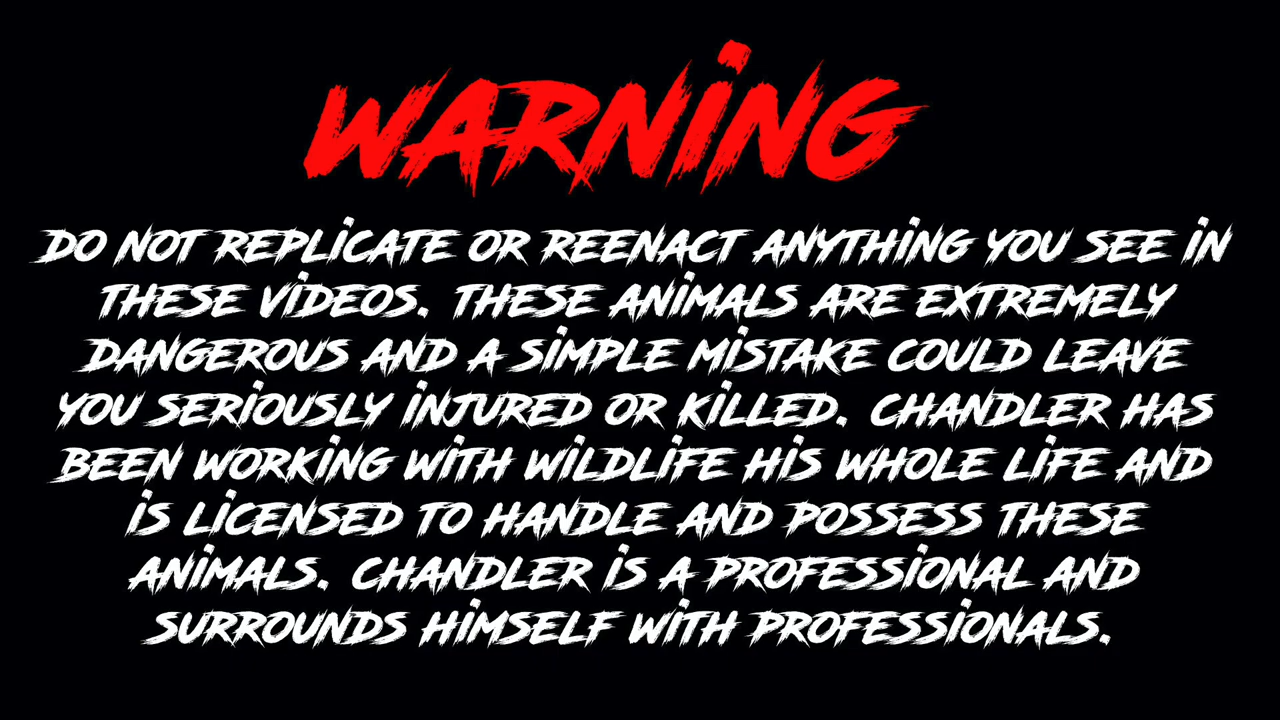 WARNiNG
DO NOT REPLiCATE OR REENACT ANYTHiNG YOU SEE iN
THESE ViDEOS. THESE ANiMALS ARE EXTREMELY
DANGEROUS AND A SiMPLE MiSTAKE COULD LEAVE
YOU SERiOUSLY iNJURED OR KiLLED. CHANDLER HAS
BEEN WORKiNG WiTH WiLDLiFE HiS WHOLE LiFE AND
iS LiCENSED TO HANDLE AND POSSESS THESE
ANiMALS. CHANDLER iS A PROFESSiONAL AND
SURROUNDS HiMSELF WiTH PROFESSiONALS.